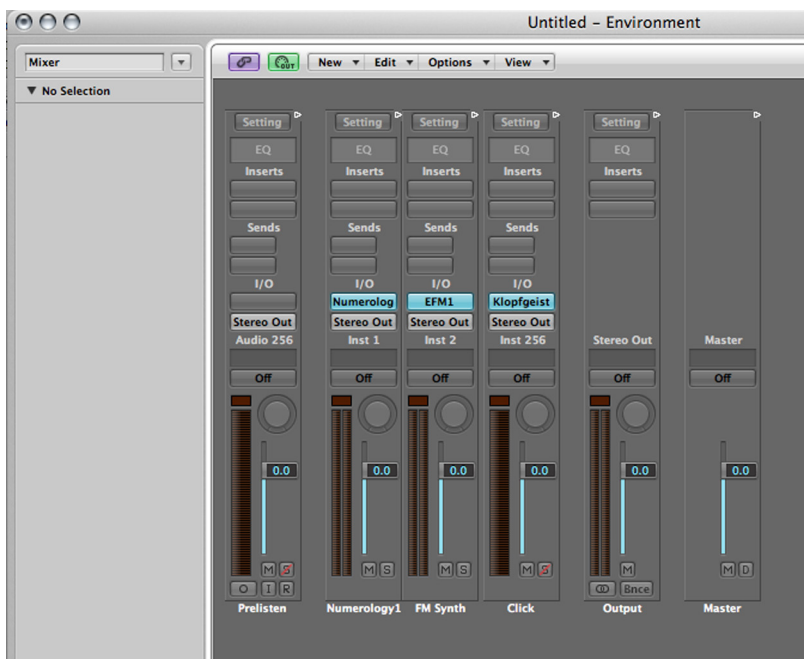 Untitled – Environment
Mixer
No Selection
OUT New Edit Options View
Setting Setting Setting Setting Setting
EQ EQ EQ EQ EQ
Inserts Inserts Inserts Inserts Inserts
Sends Sends Sends Sends
I/O I/O I/O I/O
Numerolog EFM1 Klopfgeist
Stereo Out Stereo Out Stereo Out Stereo Out
Audio 256 Inst 1 Inst 2 Inst 256 Stereo Out Master
Off Off Off Off Off Off
0.0 0.0 0.0 0.0 0.0 0.0
M S M S M S M S M M D
O I R Bnce
Prelisten Numerology1 FM Synth Click Output Master